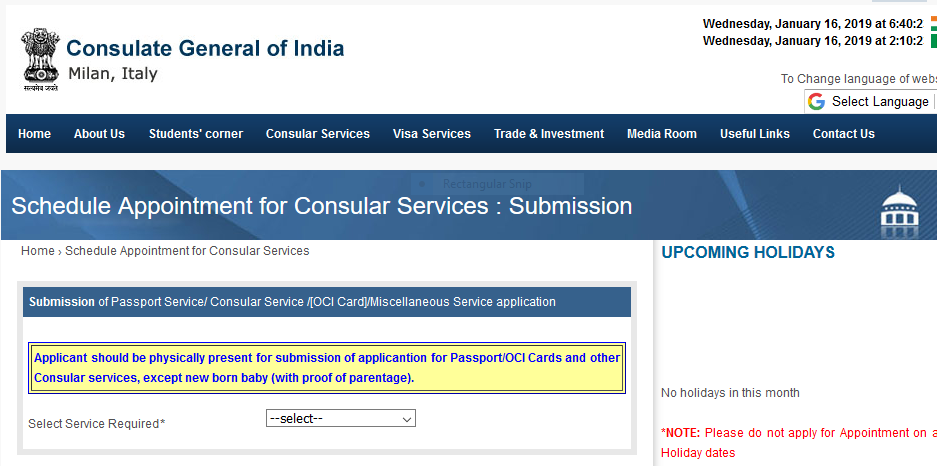 Wednesday, January 16, 2019 at 6:40:2
Wednesday, January 16, 2019 at 2:10:2
सत्यमेव जयते
Consulate General of India
Milan, Italy
To Change language of webs
Select Language
Home About Us Students' corner Consular Services Visa Services Trade & Investment Media Room Useful Links Contact Us
Rectangular Snip
Schedule Appointment for Consular Services : Submission
Home › Schedule Appointment for Consular Services
Submission of Passport Service/ Consular Service /[OCI Card]/Miscellaneous Service application
Applicant should be physically present for submission of applicantion for Passport/OCI Cards and other
Consular services, except new born baby (with proof of parentage).
Select Service Required*
--select--
UPCOMING HOLIDAYS
No holidays in this month
*NOTE: Please do not apply for Appointment on a
Holiday dates